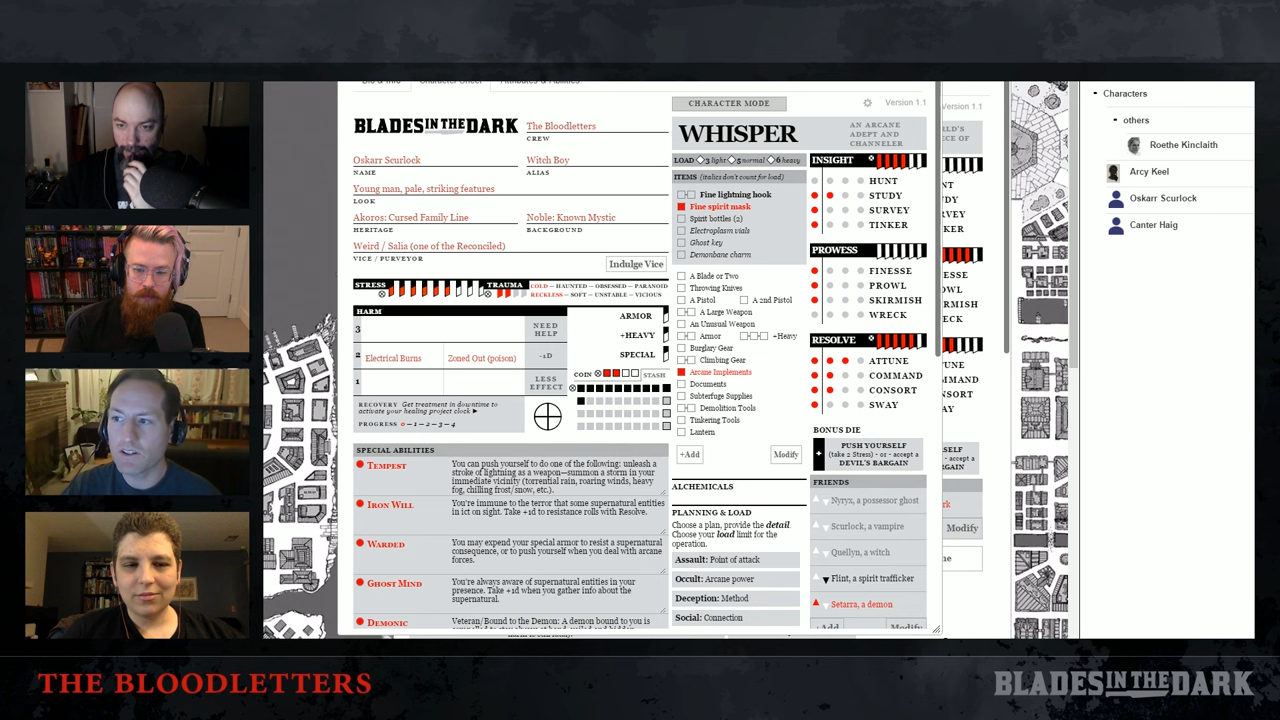 CHARACTER MODE
Version 1.1
BLADES IN THE DARK
The Bloodletters
CREW
WHISPER
AN ARCANE
ADEPT AND
CHANNELER
Oskarr Scurlock
NAME
Witch Boy
ALIAS
Young man, pale, striking features
LOOK
Akoros: Cursed Family Line
HERITAGE
Noble: Known Mystic
BACKGROUND
Weird / Salia (one of the Reconciled)
VICE / PURVEYOR
Indulge Vice
STRESS
TRAUMA
COLD — HAUNTED — OBSESSED — PARANOID
RECKLESS — SOFT — UNSTABLE — VICIOUS
HARM
3
NEED
HELP
2
Electrical Burns
Zoned Out (poison)
-1D
1
LESS
EFFECT
ARMOR
+HEAVY
SPECIAL
COIN
STASH
RECOVERY Get treatment in downtime to
activate your healing project clock ►
PROGRESS 0 – 1 – 2 – 3 – 4
SPECIAL ABILITIES
TEMPEST
You can push yourself to do one of the following: unleash a
stroke of lightning as a weapon—summon a storm in your
immediate vicinity (torrential rain, roaring winds, heavy
fog, chilling frost/snow, etc.).
IRON WILL
You're immune to the terror that some supernatural entities
inflict on sight. Take +1d to resistance rolls with Resolve.
WARDED
You may expend your special armor to resist a supernatural
consequence, or to push yourself when you deal with arcane
forces.
GHOST MIND
You're always aware of supernatural entities in your
presence. Take +1d when you gather info about the
supernatural.
DEMONIC
Veteran/Bound to the Demon: A demon bound to you is
LOAD 3 light 5 normal 6 heavy
ITEMS (italics don't count for load)
Fine lightning hook
Fine spirit mask
Spirit bottles (2)
Electroplasm vials
Ghost key
Demonbane charm
A Blade or Two
Throwing Knives
A Pistol
A 2nd Pistol
A Large Weapon
An Unusual Weapon
Armor
+Heavy
Burglary Gear
Climbing Gear
Arcane Implements
Documents
Subterfuge Supplies
Demolition Tools
Tinkering Tools
Lantern
+Add
Modify
ALCHEMICALS
PLANNING & LOAD
Choose a plan, provide the detail.
Choose your load limit for the
operation.
Assault: Point of attack
Occult: Arcane power
Deception: Method
Social: Connection
INSIGHT
HUNT
STUDY
SURVEY
TINKER
PROWESS
FINESSE
PROWL
SKIRMISH
WRECK
RESOLVE
ATTUNE
COMMAND
CONSORT
SWAY
BONUS DIE
+
PUSH YOURSELF
(take 2 Stress) - or - accept a
DEVIL'S BARGAIN
FRIENDS
Nyryx, a possessor ghost
Scurlock, a vampire
Quellyn, a witch
Flint, a spirit trafficker
Setarra, a demon
+Add
Modify
Modify
Characters
others
Roethe Kinclaith
Arcy Keel
Oskarr Scurlock
Canter Haig
THE BLOODLETTERS
BLADES IN THE DARK